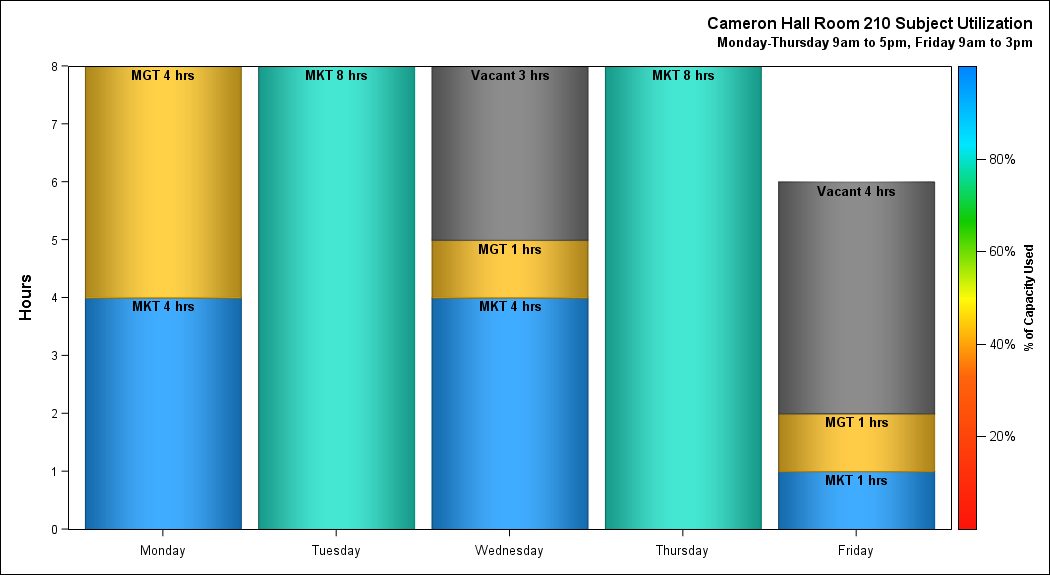 Cameron Hall Room 210 Subject Utilization
Monday-Thursday 9am to 5pm, Friday 9am to 3pm
8
7
6
5
4
3
2
1
0
Hours
MGT 4 hrs
MKT 4 hrs
MKT 8 hrs
Vacant 3 hrs
MGT 1 hrs
MKT 4 hrs
MKT 8 hrs
Vacant 4 hrs
MGT 1 hrs
MKT 1 hrs
Monday
Tuesday
Wednesday
Thursday
Friday
80%
60%
40%
20%
% of Capacity Used